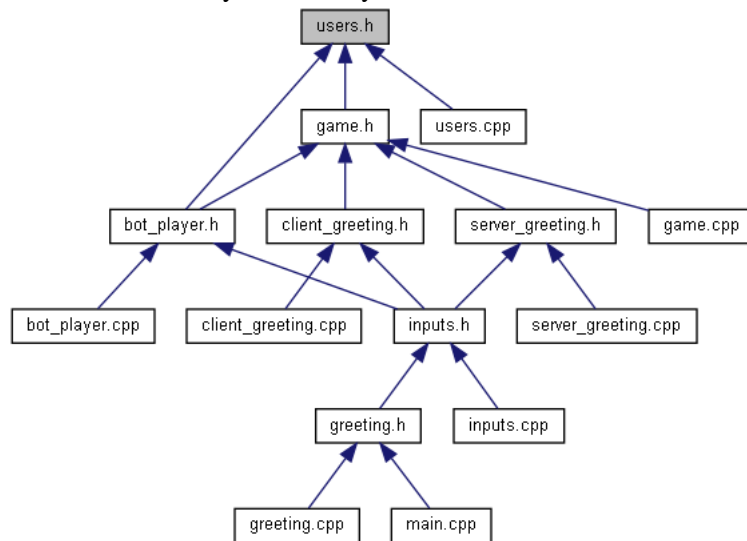 users.h
game.h
users.cpp
bot_player.h
client_greeting.h
server_greeting.h
game.cpp
bot_player.cpp
client_greeting.cpp
inputs.h
server_greeting.cpp
greeting.h
inputs.cpp
greeting.cpp
main.cpp